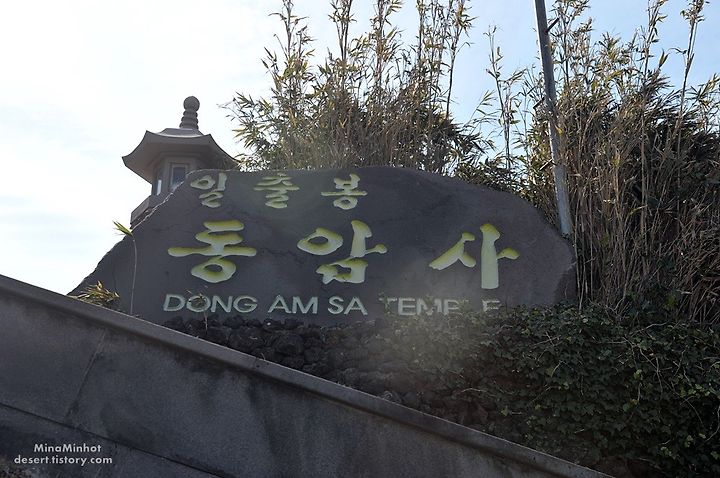 일출봉
동암사
DONG AM SA TEMPLE
MinaMinhot
desert.tistory.com